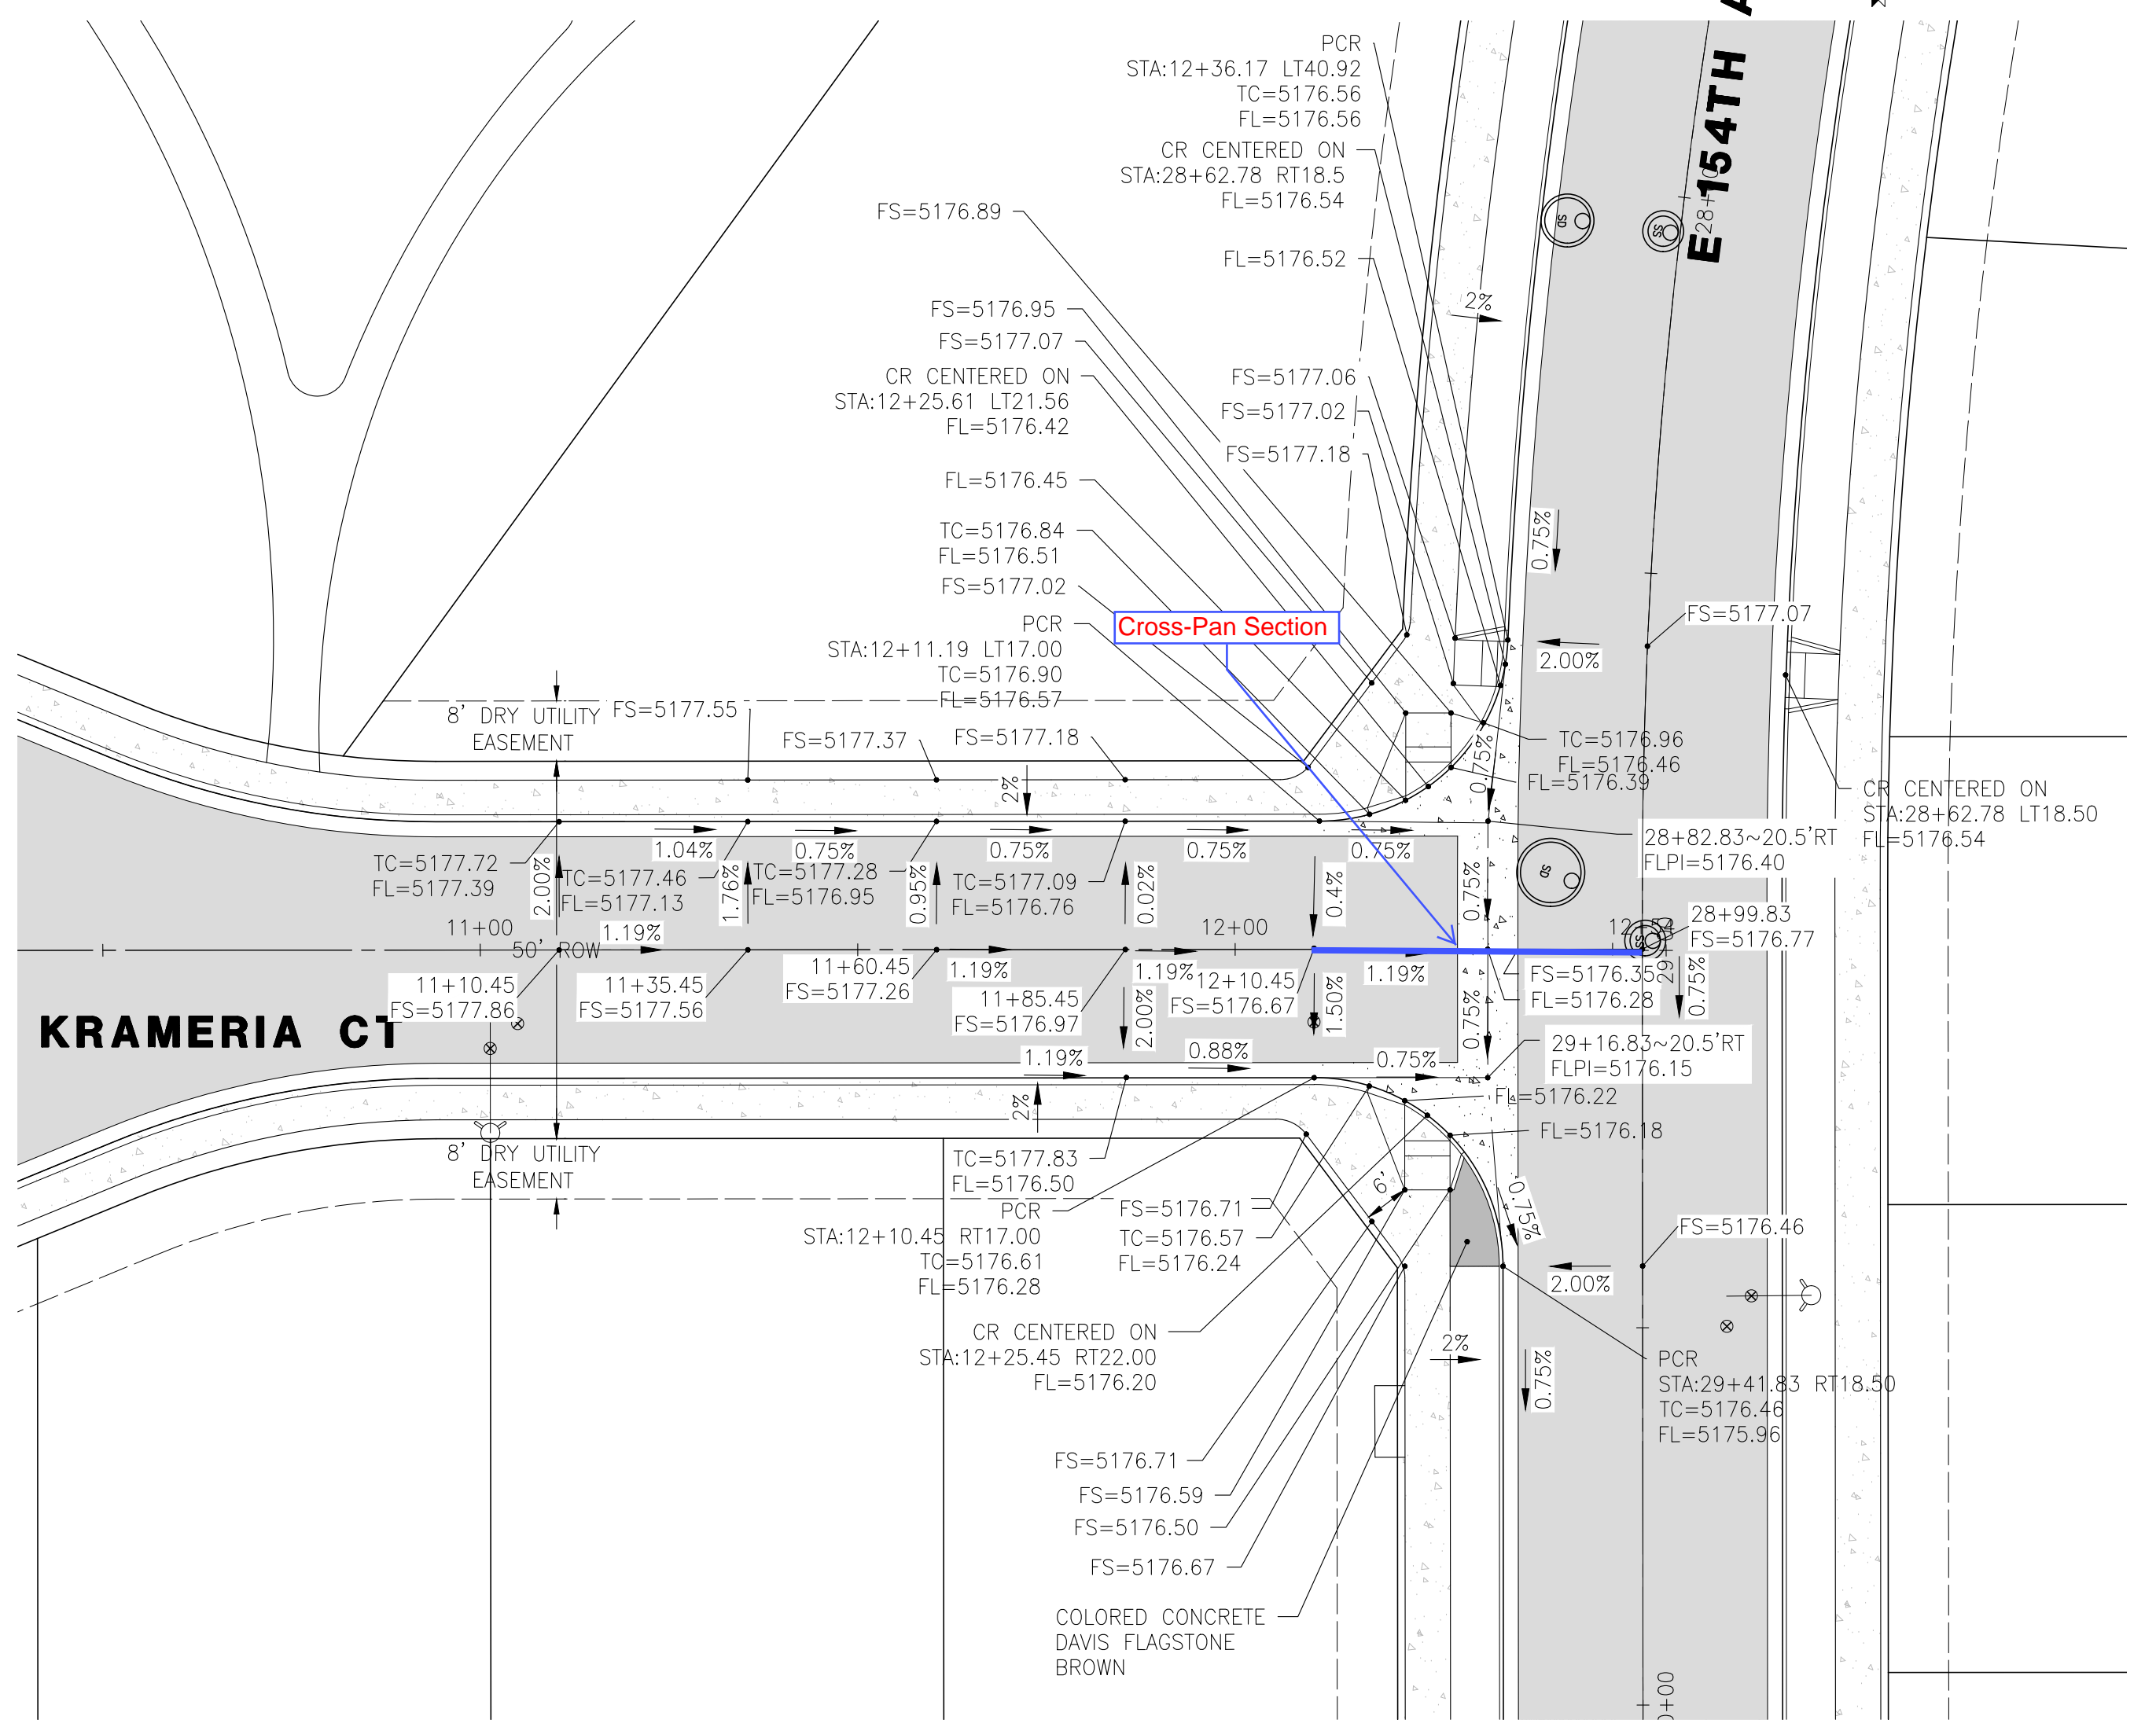 PCR
STA:12+36.17 LT40.92
TC=5176.56
FL=5176.56
CR CENTERED ON
STA:28+62.78 RT18.5
FL=5176.54
FS=5176.89
FL=5176.52
FS=5176.95
FS=5177.07
CR CENTERED ON
STA:12+25.61 LT21.56
FL=5176.42
FL=5176.45
TC=5176.84
FL=5176.51
FS=5177.02
PCR
STA:12+11.19 LT17.00
TC=5176.90
FL=5176.57
FS=5177.06
FS=5177.02
FS=5177.18
Cross-Pan Section
E 154TH
SD
SS
2%
0.75%
2.00%
FS=5177.07
TC=5176.96
FL=5176.46
FL=5176.39
0.75%
CR CENTERED ON
STA:28+62.78 LT18.50
FL=5176.54
28+82.83~20.5'RT
FLPI=5176.40
8' DRY UTILITY
EASEMENT
FS=5177.55
FS=5177.37
FS=5177.18
2%
1.04%
0.75%
0.75%
0.75%
0.75%
TC=5177.72
FL=5177.39
2.00%
TC=5177.46
FL=5177.13
1.76%
TC=5177.28
FL=5176.95
0.95%
TC=5177.09
FL=5176.76
0.02%
0.4%
0.75%
SD
11+00
50' ROW
1.19%
12+00
28+99.83
FS=5176.77
SS
11+10.45
FS=5177.86
11+35.45
FS=5177.56
11+60.45
FS=5177.26
1.19%
11+85.45
FS=5176.97
1.19%
2.00%
12+10.45
FS=5176.67
1.50%
1.19%
0.75%
FS=5176.35
FL=5176.28
0.75%
KRAMERIA CT
1.19%
0.88%
0.75%
2%
29+16.83~20.5'RT
FLPI=5176.15
FL=5176.22
FL=5176.18
8' DRY UTILITY
EASEMENT
TC=5177.83
FL=5176.50
PCR
STA:12+10.45 RT17.00
TC=5176.61
FL=5176.28
FS=5176.71
TC=5176.57
FL=5176.24
6'
0.75%
FS=5176.46
2.00%
CR CENTERED ON
STA:12+25.45 RT22.00
FL=5176.20
2%
0.75%
PCR
STA:29+41.83 RT18.50
TC=5176.46
FL=5175.96
FS=5176.71
FS=5176.59
FS=5176.50
FS=5176.67
COLORED CONCRETE
DAVIS FLAGSTONE
BROWN